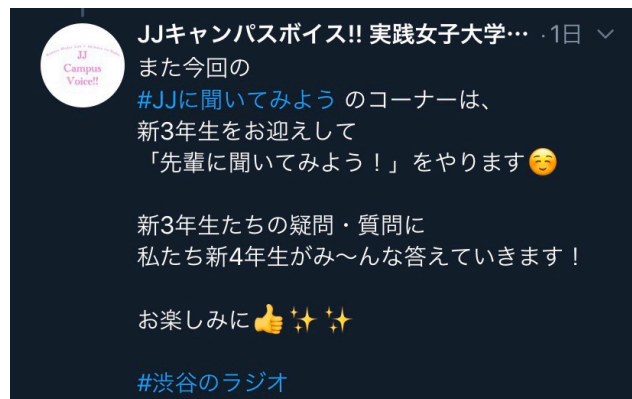 JJキャンパスボイス!! 実践女子大学… ·1日
JJ
Campus
Voice!!
また今回の
#JJに聞いてみよう のコーナーは、
新3年生をお迎えして
「先輩に聞いてみよう！」をやります☺️
新3年生たちの疑問・質問に
私たち新4年生がみ〜んな答えていきます！
お楽しみに👍✨✨
#渋谷のラジオ